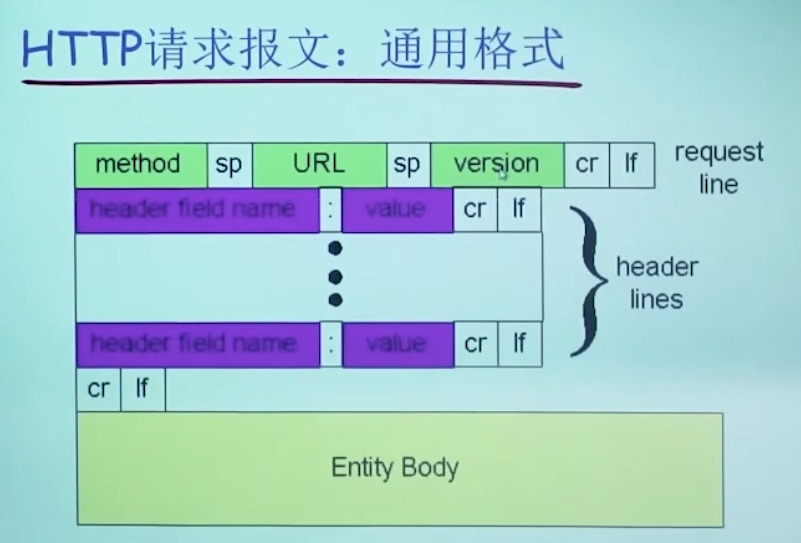 HTTP请求报文：通用格式
method sp URL sp version cr lf request line
header field name : value cr lf
header lines
header field name : value cr lf
cr lf
Entity Body